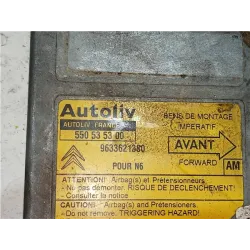 Autoliv
AUTOLIV FRANCE
SENS DE MONTAGE
IMPERATIF
550 53 53 00
9633621380
AVANT
POUR N6
FORWARD
AM
ATTENTION! Airbag(s) et Prétensionneurs
- Ne pas démonter. RISQUE DE DECLENCHEMENT!
- Consulter la notice
CAUTION! Airbag(s) and Pretensioners
- Do not remove: TRIGGERING HAZARD!